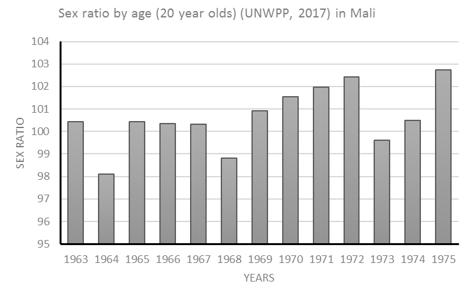 Sex ratio by age (20 year olds) (UNWPP, 2017) in Mali
104
103
102
101
100
99
98
97
96
95
SEX RATIO
1963 1964 1965 1966 1967 1968 1969 1970 1971 1972 1973 1974 1975
YEARS